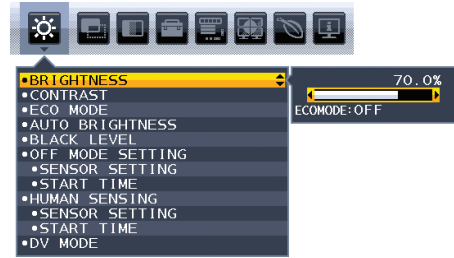 •BRIGHTNESS
70.0%
ECOMODE:OFF
•CONTRAST
•ECO MODE
•AUTO BRIGHTNESS
•BLACK LEVEL
•OFF MODE SETTING
•SENSOR SETTING
•START TIME
•HUMAN SENSING
•SENSOR SETTING
•START TIME
•DV MODE